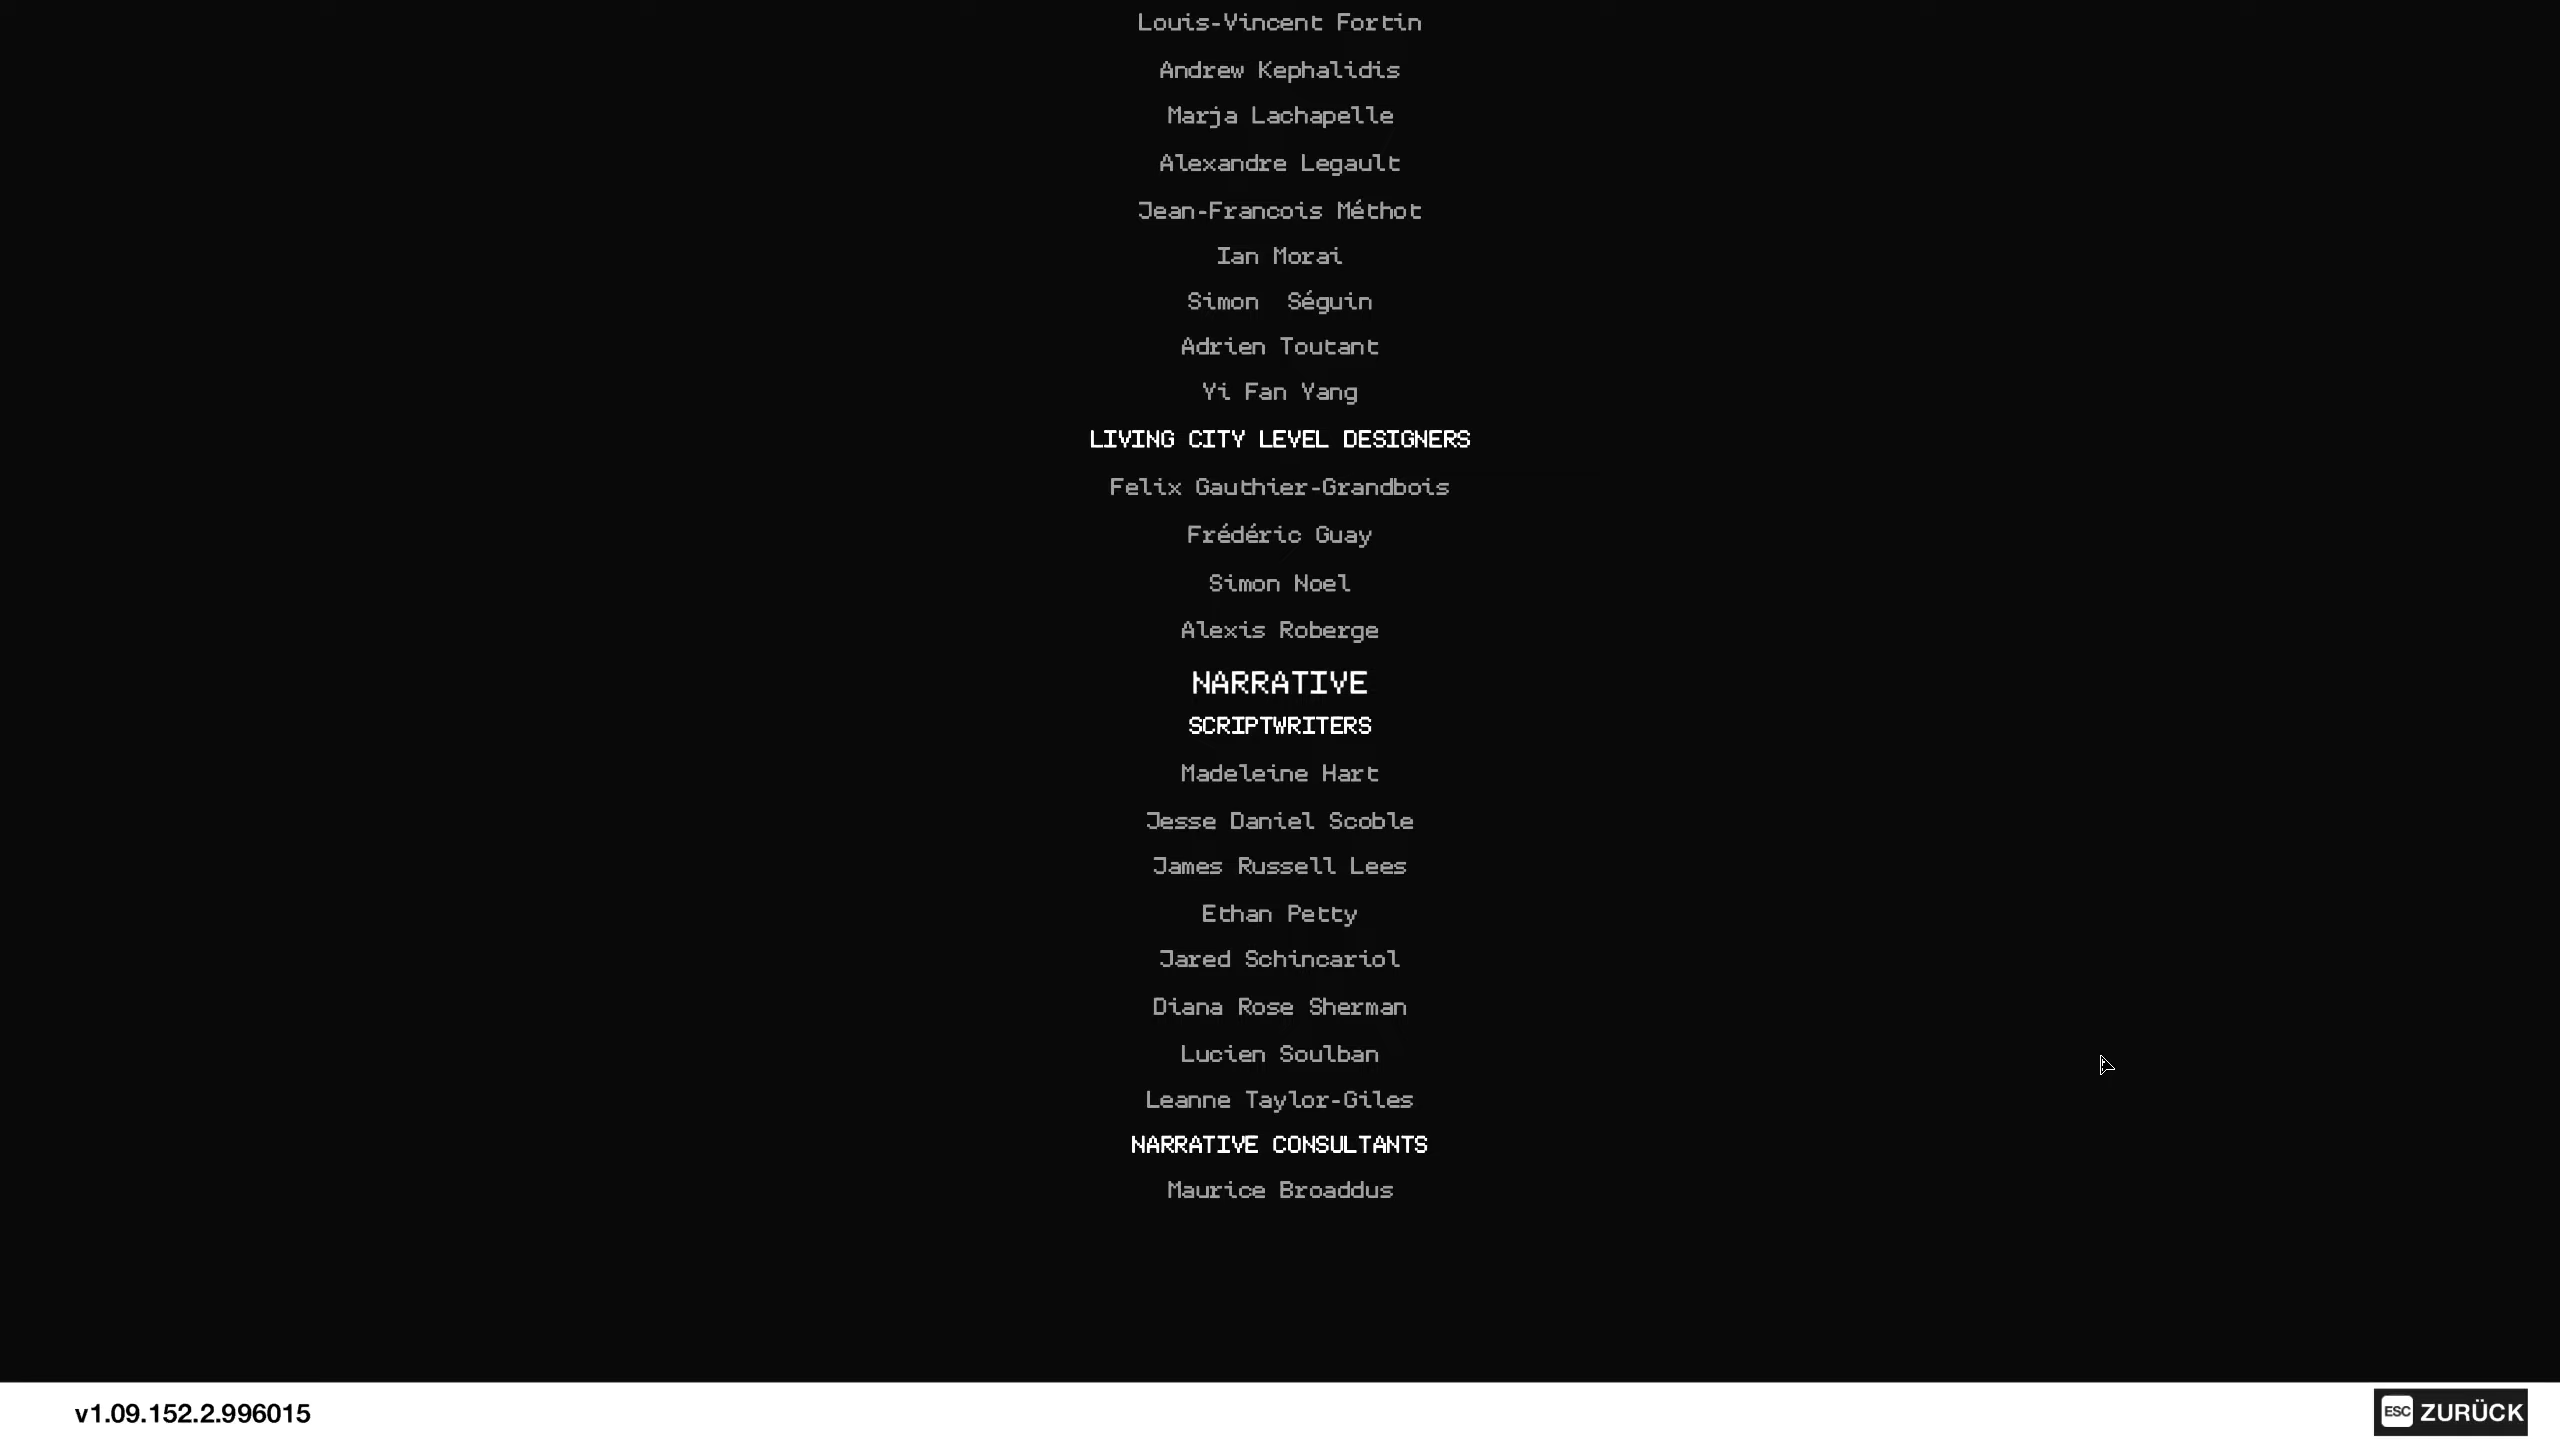 Louis-Vincent Fortin
Andrew Kephalidis
Marja Lachapelle
Alexandre Legault
Jean-Francois Méthot
Ian Morai
Simon  Séguin
Adrien Toutant
Yi Fan Yang
LIVING CITY LEVEL DESIGNERS
Felix Gauthier-Grandbois
Frédéric Guay
Simon Noel
Alexis Roberge
NARRATIVE
SCRIPTWRITERS
Madeleine Hart
Jesse Daniel Scoble
James Russell Lees
Ethan Petty
Jared Schincariol
Diana Rose Sherman
Lucien Soulban
Leanne Taylor-Giles
NARRATIVE CONSULTANTS
Maurice Broaddus
v1.09.152.2.996015
ESC ZURÜCK